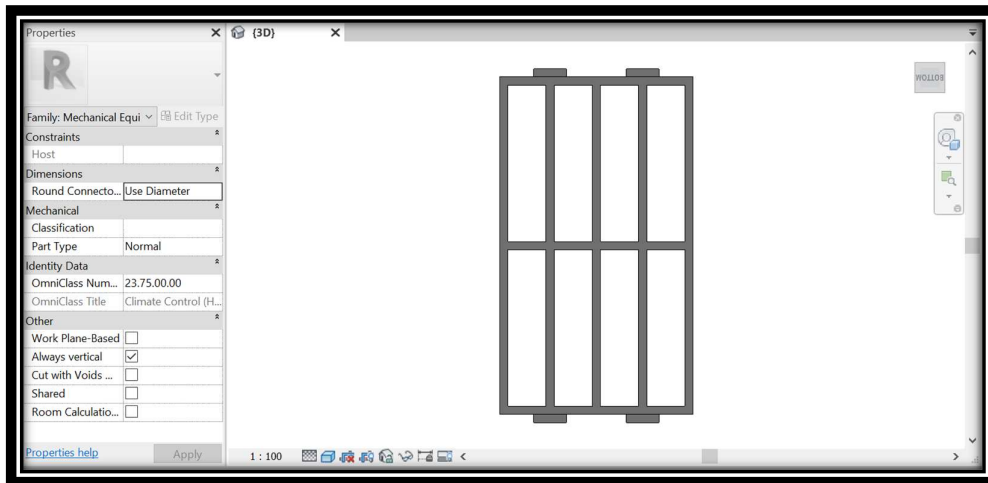 Properties
{3D}
R
BOTTOM
Family: Mechanical Equi
Edit Type
Constraints
Host
Dimensions
Round Connecto... Use Diameter
Mechanical
Classification
Part Type Normal
Identity Data
OmniClass Num... 23.75.00.00
OmniClass Title Climate Control (H...
Other
Work Plane-Based
Always vertical
Cut with Voids ...
Shared
Room Calculatio...
Properties help
Apply
1 : 100